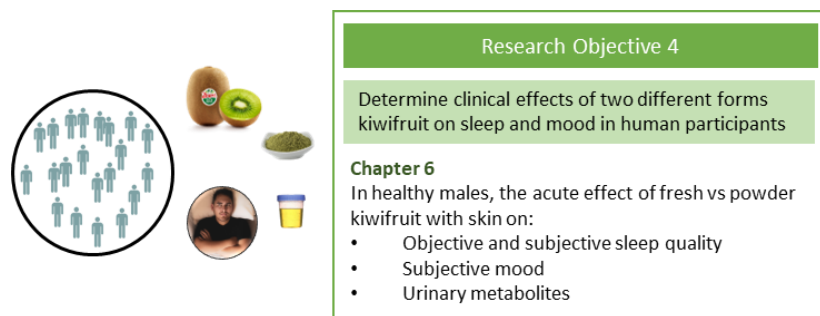 Research Objective 4
Determine clinical effects of two different forms
kiwifruit on sleep and mood in human participants
Chapter 6
In healthy males, the acute effect of fresh vs powder
kiwifruit with skin on:
• Objective and subjective sleep quality
• Subjective mood
• Urinary metabolites